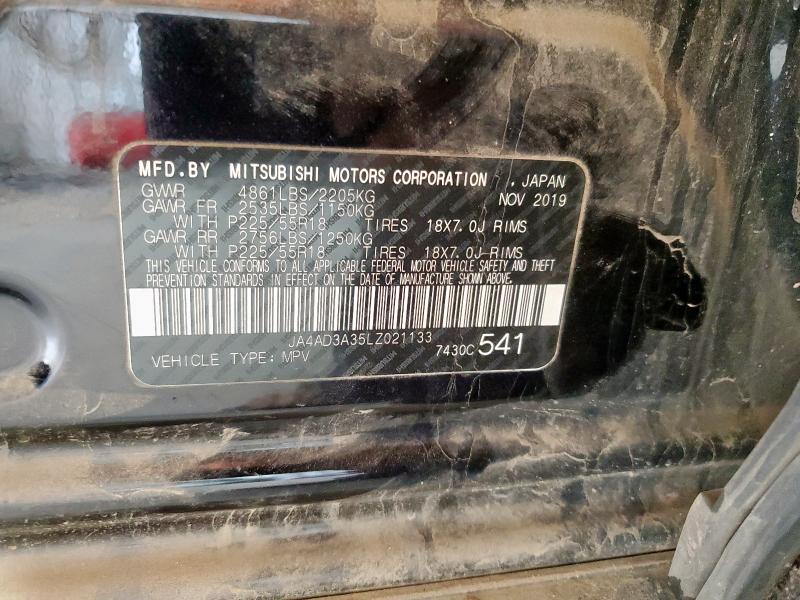 MFD.BY MITSUBISHI MOTORS CORPORATION , JAPAN
GVWR 4861LBS/2205KG NOV 2019
GAWR FR 2535LBS/1150KG
WITH P225/55R18 TIRES 18X7.0J RIMS
GAWR RR 2756LBS/1250KG
WITH P225/55R18 TIRES 18X7.0J RIMS
THIS VEHICLE CONFORMS TO ALL APPLICABLE FEDERAL MOTOR VEHICLE SAFETY AND THEFT
PREVENTION STANDARDS IN EFFECT ON THE DATE OF MANUFACTURE SHOWN ABOVE.
JA4AD3A35LZ021133
VEHICLE TYPE: MPV 7430C 541